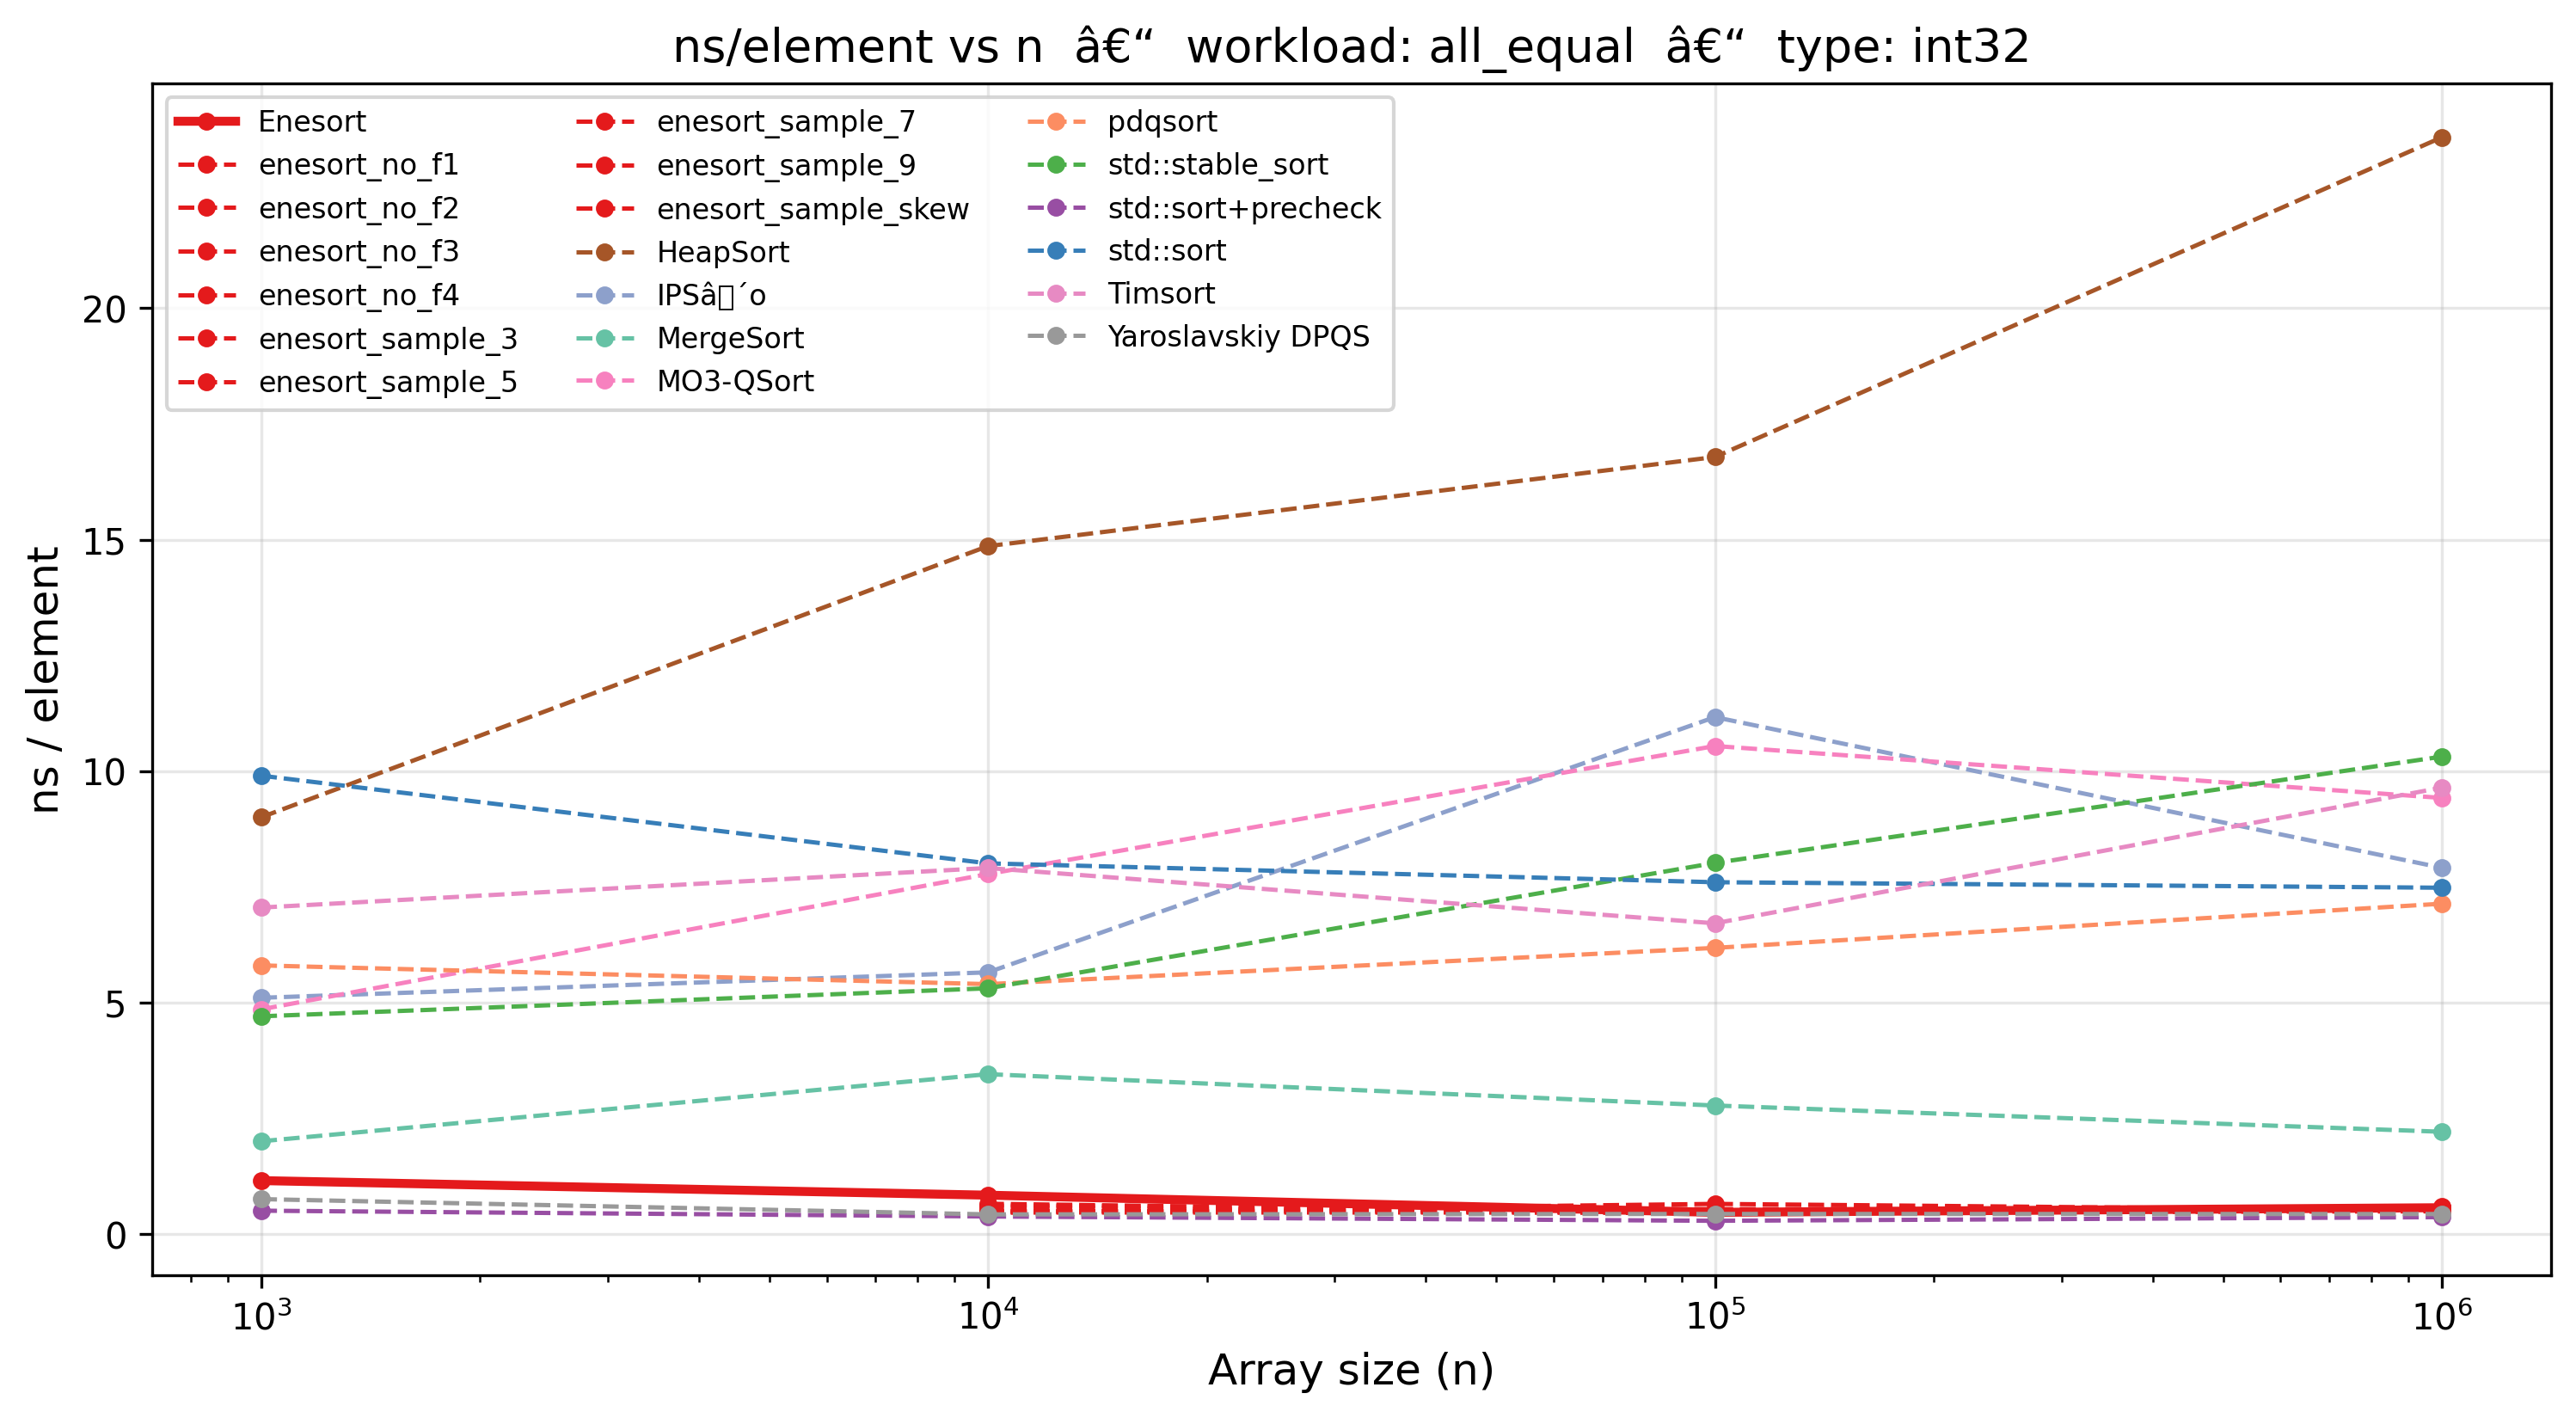 ns/element vs n â€“ workload: all_equal â€“ type: int32
Enesort
enesort_no_f1
enesort_no_f2
enesort_no_f3
enesort_no_f4
enesort_sample_3
enesort_sample_5
enesort_sample_7
enesort_sample_9
enesort_sample_skew
HeapSort
IPSâ▯´o
MergeSort
MO3-QSort
pdqsort
std::stable_sort
std::sort+precheck
std::sort
Timsort
Yaroslavskiy DPQS
ns / element
20
15
10
5
0
10³ 10⁴ 10⁵ 10⁶
Array size (n)